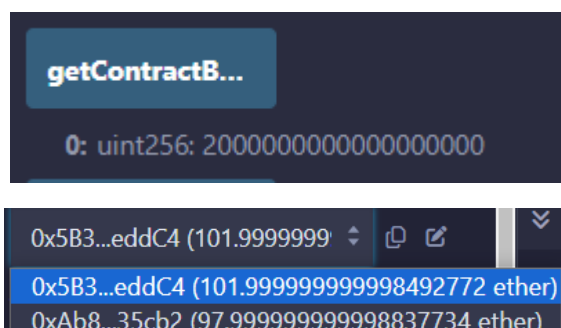 getContractB...
0: uint256: 2000000000000000000
0x5B3...eddC4 (101.9999999
0x5B3...eddC4 (101.999999999998492772 ether)
0xAb8...35cb2 (97.999999999998837734 ether)